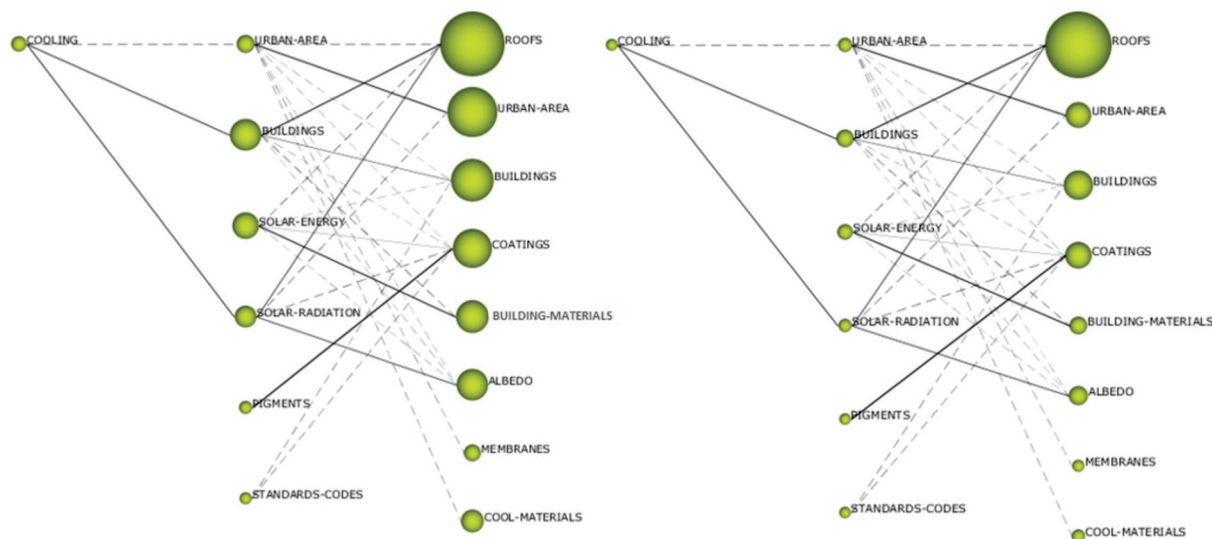 COOLING
URBAN-AREA
ROOFS
URBAN-AREA
BUILDINGS
BUILDINGS
SOLAR-ENERGY
COATINGS
SOLAR-RADIATION
BUILDING-MATERIALS
ALBEDO
PIGMENTS
MEMBRANES
STANDARDS-CODES
COOL-MATERIALS
COOLING
URBAN-AREA
ROOFS
URBAN-AREA
BUILDINGS
BUILDINGS
SOLAR-ENERGY
COATINGS
SOLAR-RADIATION
BUILDING-MATERIALS
ALBEDO
PIGMENTS
MEMBRANES
STANDARDS-CODES
COOL-MATERIALS